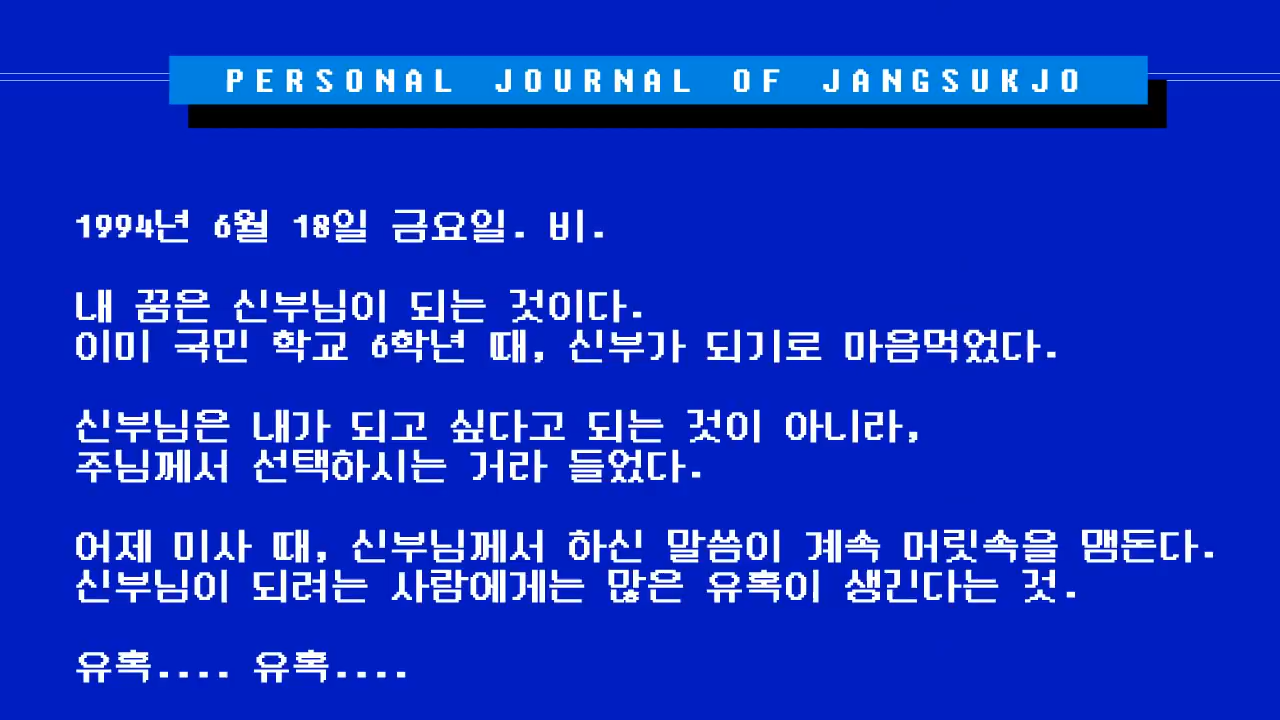 PERSONAL JOURNAL OF JANGSUKJO
1994년 6월 18일 금요일. 비.
내 꿈은 신부님이 되는 것이다.
이미 국민 학교 6학년 때, 신부가 되기로 마음먹었다.
신부님은 내가 되고 싶다고 되는 것이 아니라,
주님께서 선택하시는 거라 들었다.
어제 미사 때, 신부님께서 하신 말씀이 계속 머릿속을 맴돈다.
신부님이 되려는 사람에게는 많은 유혹이 생긴다는 것.
유혹.... 유혹....